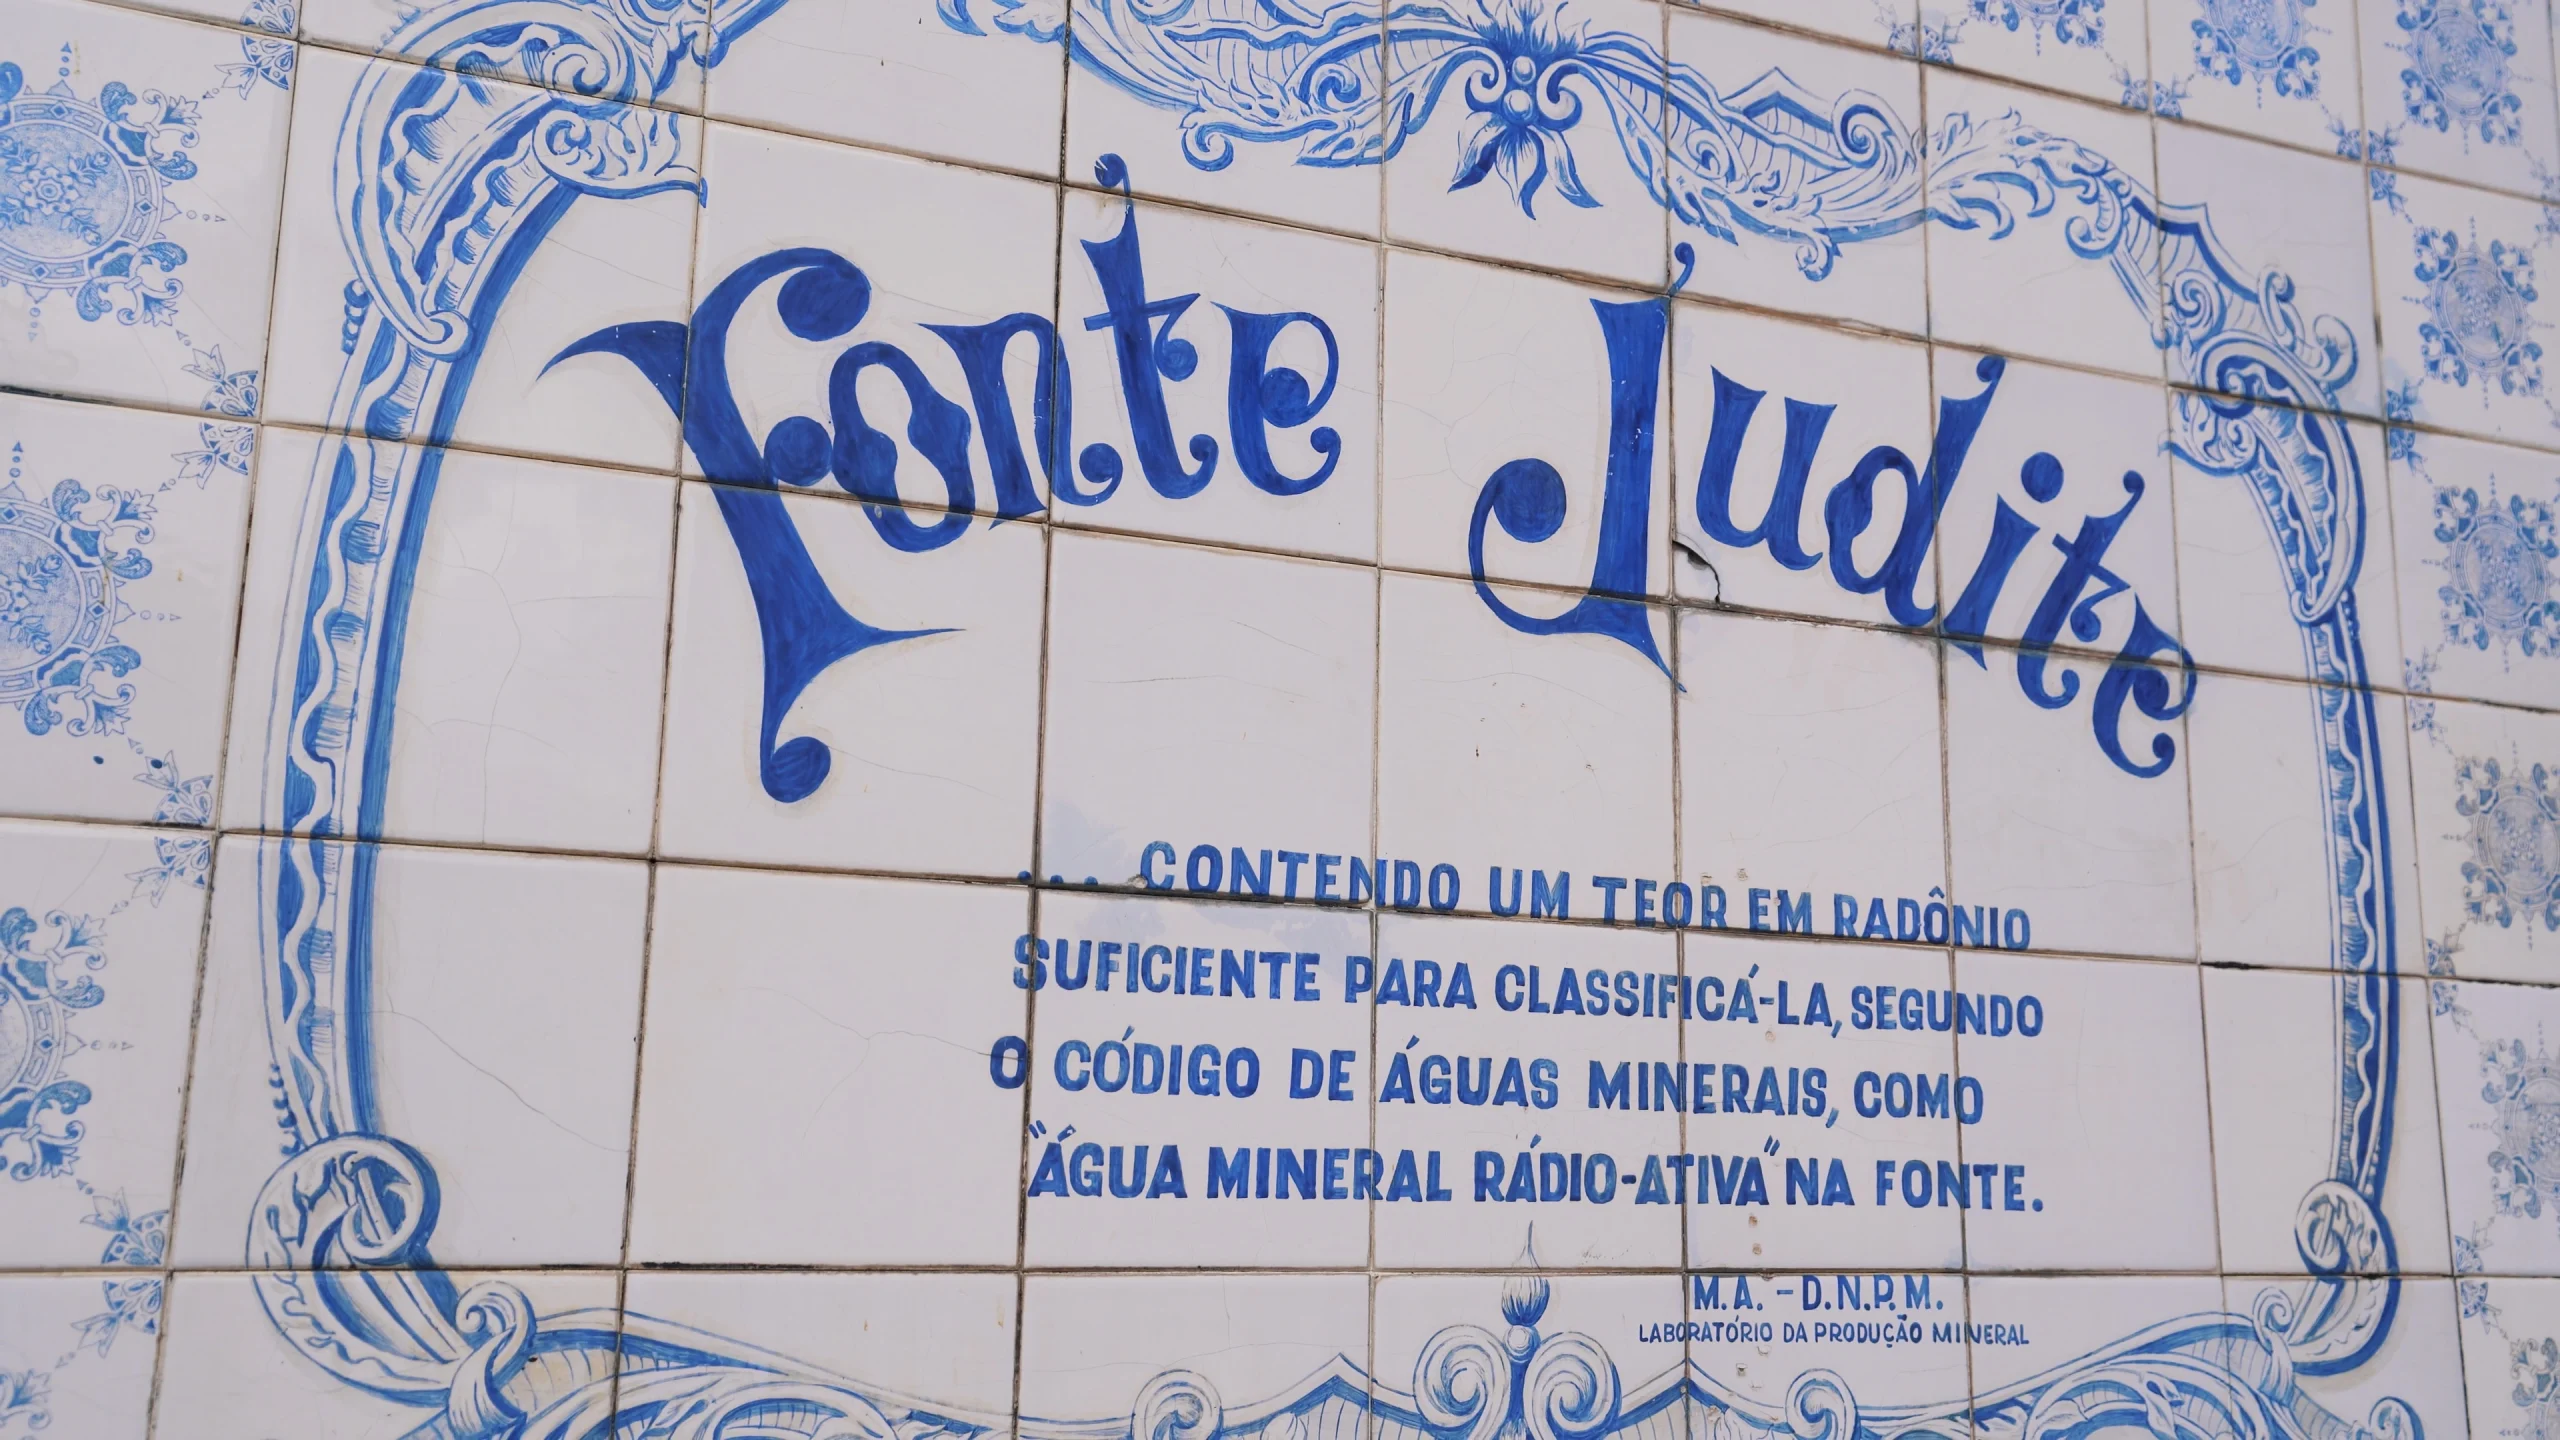 Fonte Judite
... CONTENDO UM TEOR EM RADÔNIO
SUFICIENTE PARA CLASSIFICÁ-LA, SEGUNDO
O CÓDIGO DE ÁGUAS MINERAIS, COMO
"ÁGUA MINERAL RÁDIO-ATIVA" NA FONTE.
M.A. - D.N.P.M.
LABORATÓRIO DA PRODUÇÃO MINERAL